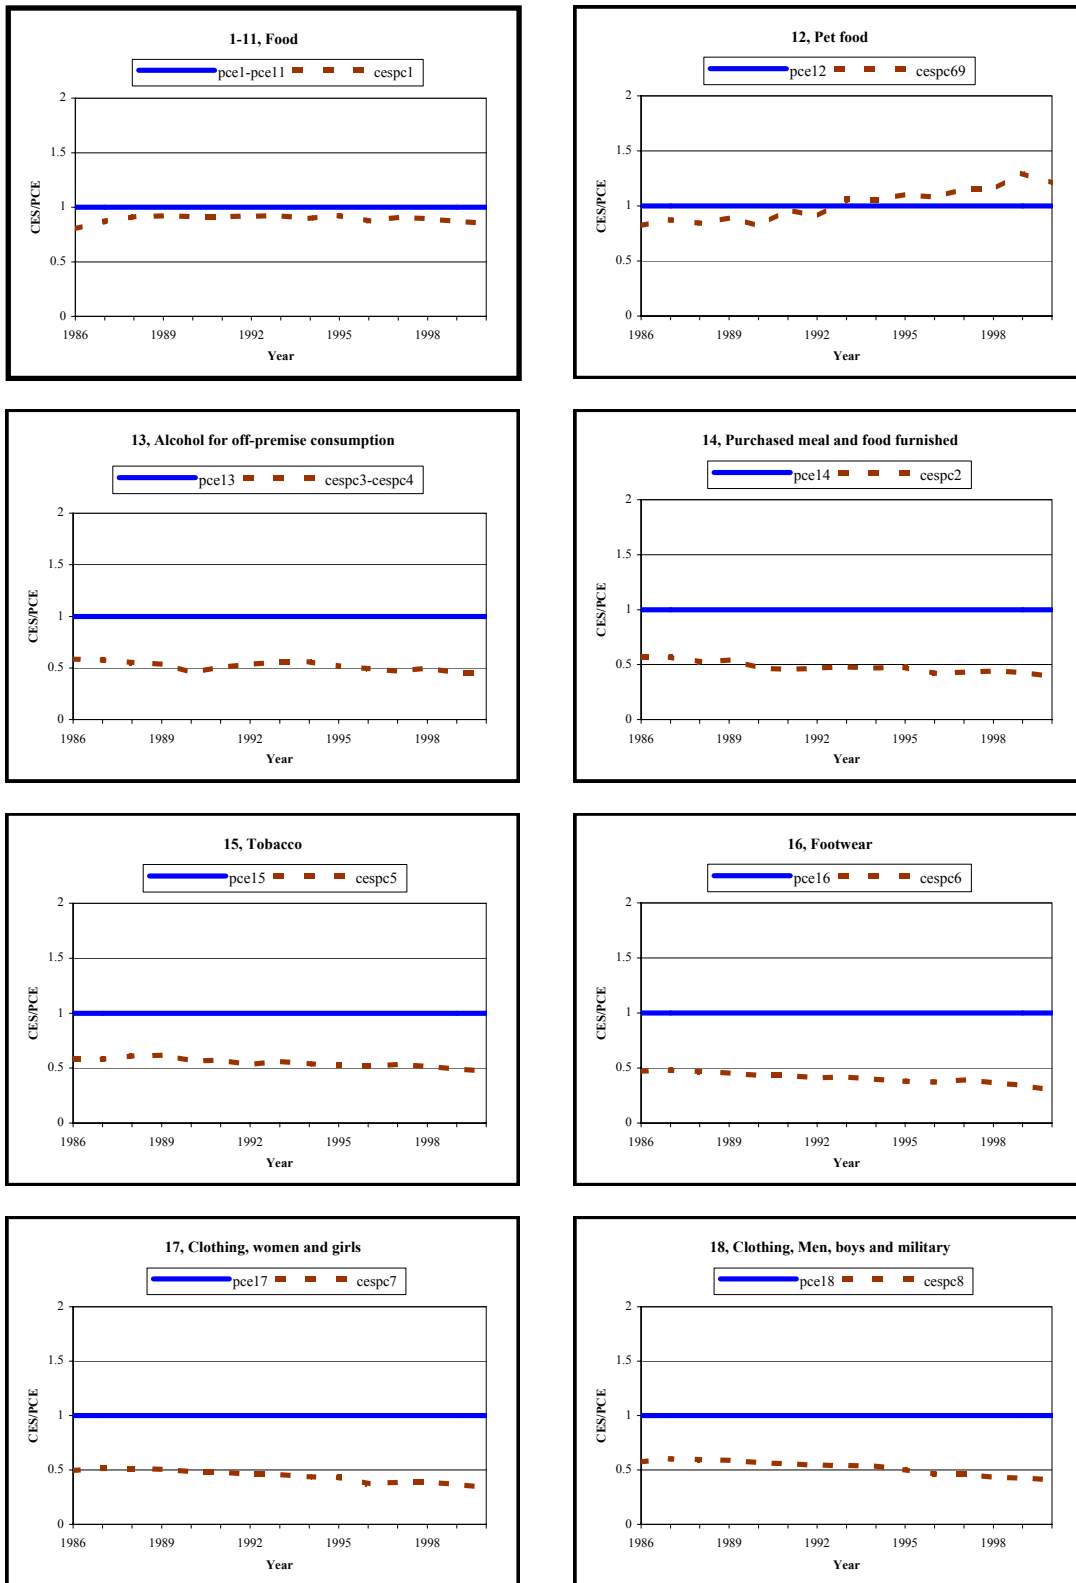 1-11, Food
pce1-pce11 cespc1
2
1.5
1
0.5
0
CES/PCE
1986 1989 1992 1995 1998
Year
12, Pet food
pce12 cespc69
2
1.5
1
0.5
0
CES/PCE
1986 1989 1992 1995 1998
Year
13, Alcohol for off-premise consumption
pce13 cespc3-cespc4
2
1.5
1
0.5
0
CES/PCE
1986 1989 1992 1995 1998
Year
14, Purchased meal and food furnished
pce14 cespc2
2
1.5
1
0.5
0
CES/PCE
1986 1989 1992 1995 1998
Year
15, Tobacco
pce15 cespc5
2
1.5
1
0.5
0
CES/PCE
1986 1989 1992 1995 1998
Year
16, Footwear
pce16 cespc6
2
1.5
1
0.5
0
CES/PCE
1986 1989 1992 1995 1998
Year
17, Clothing, women and girls
pce17 cespc7
2
1.5
1
0.5
0
CES/PCE
1986 1989 1992 1995 1998
Year
18, Clothing, Men, boys and military
pce18 cespc8
2
1.5
1
0.5
0
CES/PCE
1986 1989 1992 1995 1998
Year